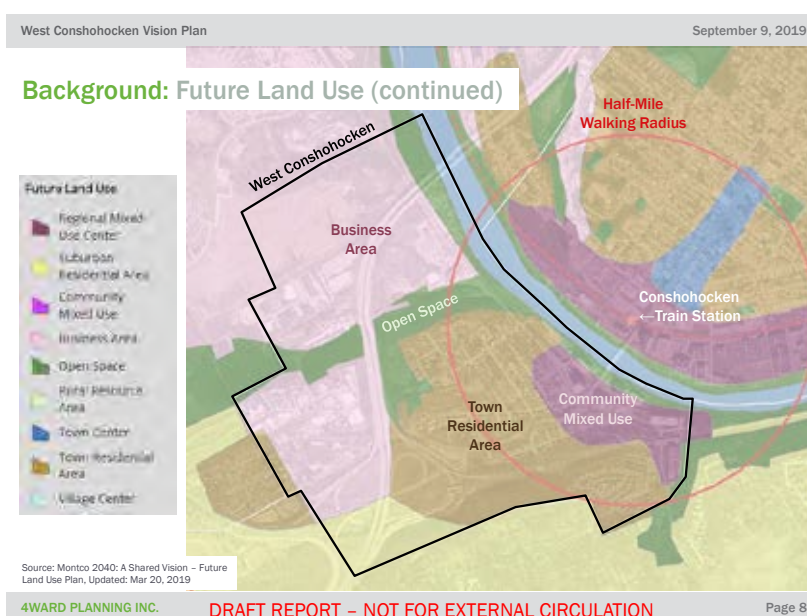 West Conshohocken Vision Plan
September 9, 2019
Background: Future Land Use (continued)
Half-Mile
Walking Radius
West Conshohocken
Business
Area
Open Space
Conshohocken
←Train Station
Community
Mixed Use
Town
Residential
Area
Future Land Use
Regional Mixed
Use Center
Suburban
Residential Area
Community
Mixed Use
Business Area
Open Space
Rural Resource
Area
Town Center
Town Residential
Area
Village Center
Source: Montco 2040: A Shared Vision – Future
Land Use Plan, Updated: Mar 20, 2019
4WARD PLANNING INC.
DRAFT REPORT – NOT FOR EXTERNAL CIRCULATION
Page 8